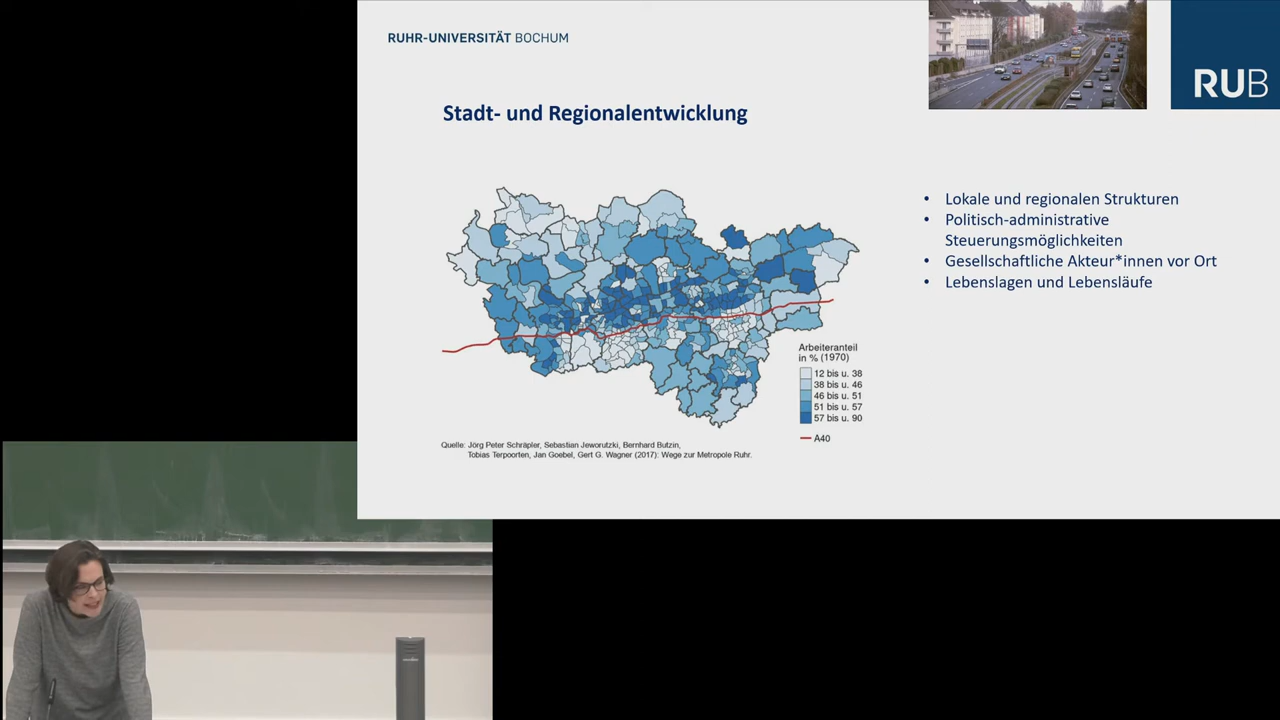 RUHR-UNIVERSITÄT BOCHUM
RUB
Stadt- und Regionalentwicklung
• Lokale und regionalen Strukturen
• Politisch-administrative
Steuerungsmöglichkeiten
• Gesellschaftliche Akteur*innen vor Ort
• Lebenslagen und Lebensläufe
Arbeiteranteil
in % (1970)
12 bis u. 38
38 bis u. 46
46 bis u. 51
51 bis u. 57
57 bis u. 90
A40
Quelle: Jörg Peter Schräpler, Sebastian Jeworutzki, Bernhard Butzin,
Tobias Terpoorten, Jan Goebel, Gert G. Wagner (2017): Wege zur Metropole Ruhr.